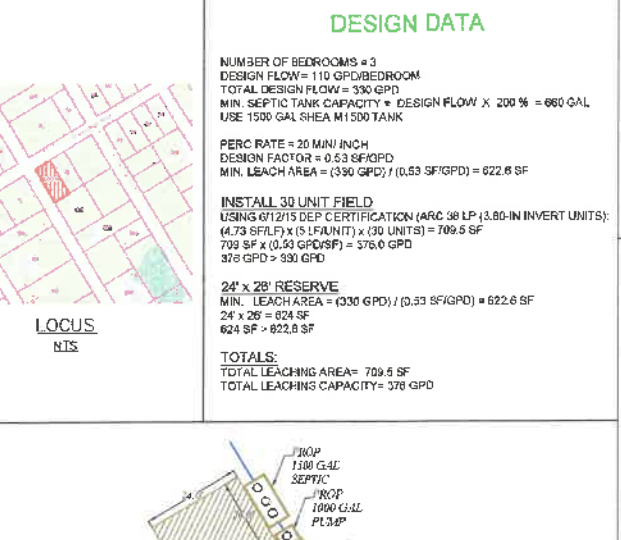 DESIGN DATA
NUMBER OF BEDROOMS = 3
DESIGN FLOW = 110 GPD/BEDROOM
TOTAL DESIGN FLOW = 330 GPD
MIN. SEPTIC TANK CAPACITY = DESIGN FLOW X 200 % = 660 GAL
USE 1500 GAL SHEA M1500 TANK
PERC RATE = 20 MIN/ INCH
DESIGN FACTOR = 0.53 SF/GPD
MIN. LEACH AREA = (330 GPD) / (0.53 SF/GPD) = 622.6 SF
INSTALL 30 UNIT FIELD
USING 6/12/15 DEP CERTIFICATION (ARC 36 LP (3.80-IN INVERT UNITS):
(4.73 SF/LF) x (5 LF/UNIT) x (30 UNITS) = 709.5 SF
709 SF x (0.53 GPD/SF) = 376.0 GPD
376 GPD > 330 GPD
24' x 26' RESERVE
MIN. LEACH AREA = (330 GPD) / (0.53 SF/GPD) = 622.6 SF
24' x 26' = 624 SF
624 SF > 622.6 SF
TOTALS:
TOTAL LEACHING AREA= 709.5 SF
TOTAL LEACHING CAPACITY= 376 GPD
LOCUS
NTS
PROP
1500 GAL
SEPTIC
PROP
1000 GAL
PUMP